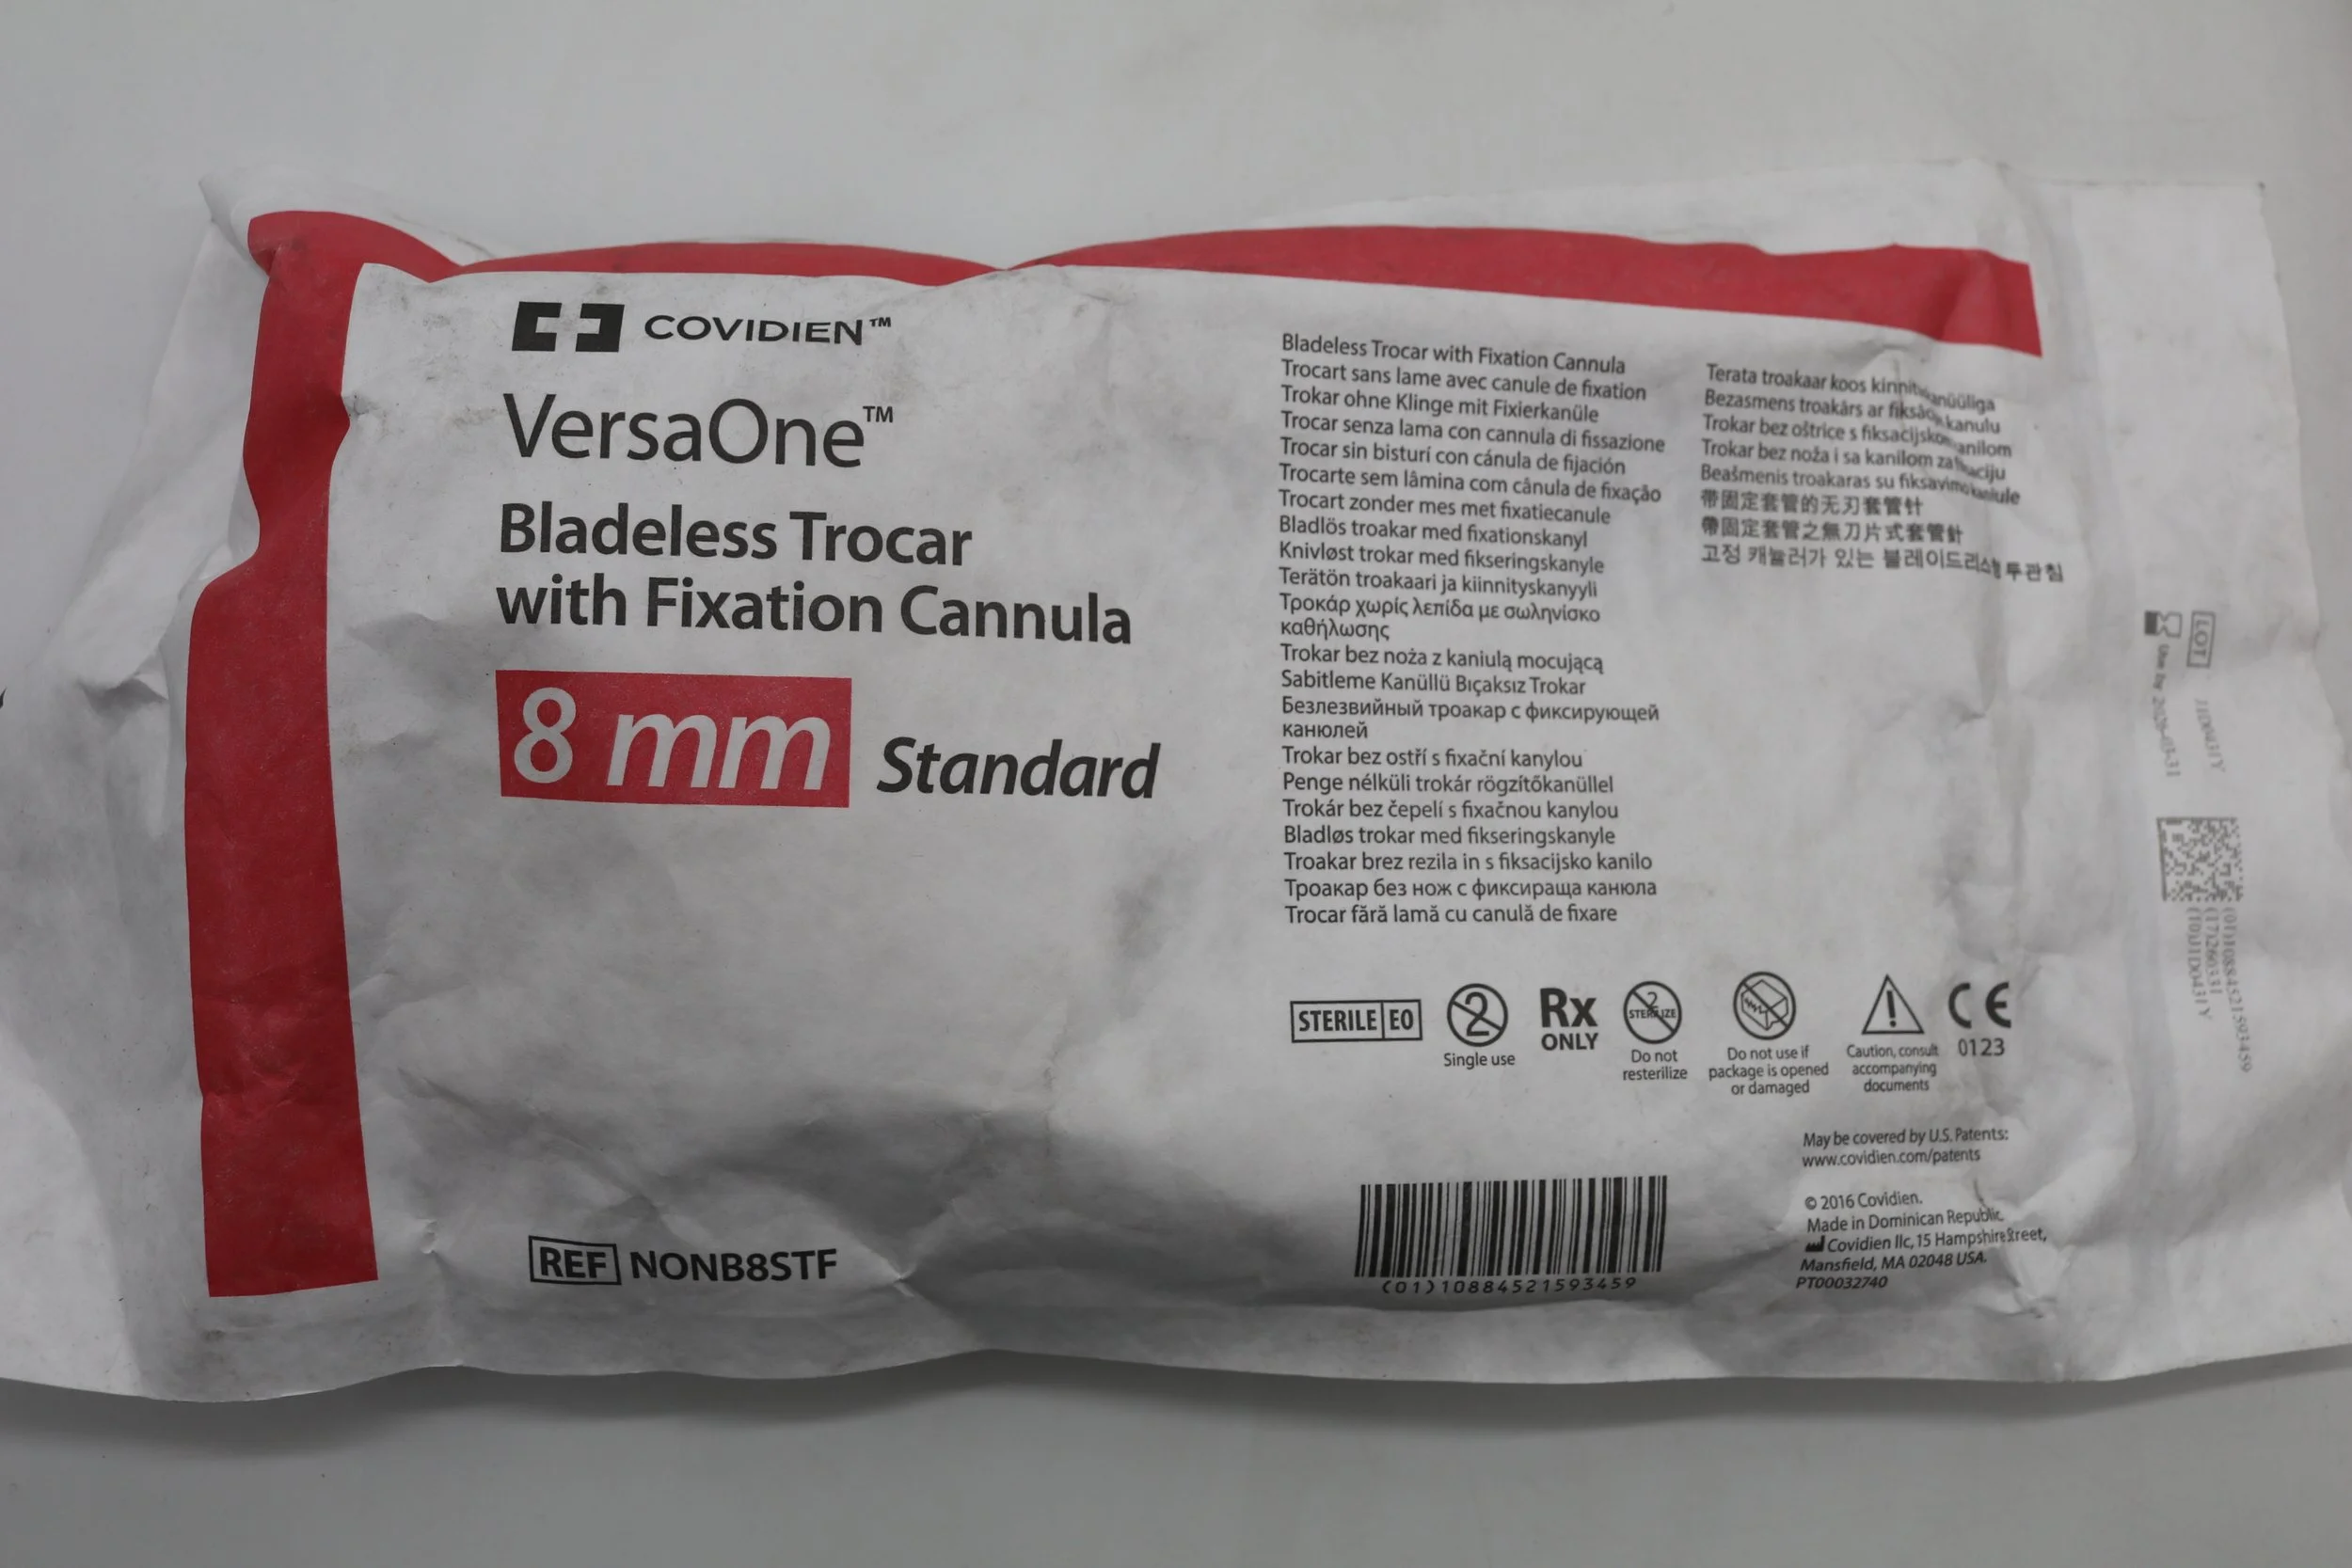 COVIDIEN™
VersaOne™
Bladeless Trocar
with Fixation Cannula
8 mm Standard
REF NONB8STF
Bladeless Trocar with Fixation Cannula
Trocart sans lame avec canule de fixation
Trokar ohne Klinge mit Fixierkanüle
Trocar senza lama con cannula di fissazione
Trocar sin bisturí con cánula de fijación
Trocarte sem lâmina com cânula de fixação
Trocart zonder mes met fixatiecanule
Bladlös troakar med fixationskanyl
Knivløst trokar med fikseringskanyle
Terätön troakaari ja kiinnityskanyyli
Τροκάρ χωρίς λεπίδα με σωληνίσκο
καθήλωσης
Trokar bez noża z kaniulą mocującą
Sabitleme Kanüllü Bıçaksız Trokar
Безлезвийный троакар с фиксирующей
канюлей
Trokar bez ostří s fixační kanylou
Penge nélküli trokár rögzítőkanüllel
Trokár bez čepelí s fixačnou kanylou
Bladløs trokar med fikseringskanyle
Troakar brez rezila in s fiksacijsko kanilo
Троакар без нож с фиксираща канюла
Trocar fără lamă cu canulă de fixare
Terata troakaar koos
Bezasmens troakārs ar kanulu
Trokar bez oštrice s
Trokar bez noža i sa kanilom za
Beašmenis troakaras su
带固定套管的无刃套管针
帶固定套管之無刀片式套管針
고정 캐뉼러가 있는 투관침
STERILE EO
2
Single use
Rx
ONLY
2
STERILIZE
Do not
resterilize
Do not use if
package is opened
or damaged
Caution, consult
accompanying
documents
CE
0123
May be covered by U.S. Patents:
www.covidien.com/patents
© 2016 Covidien.
Made in Dominican Republic.
Covidien llc, 15 Hampshire Street,
Mansfield, MA 02048 USA.
PT00032740
(01)10884521593459
LOT
Use by
(01)10884521593459